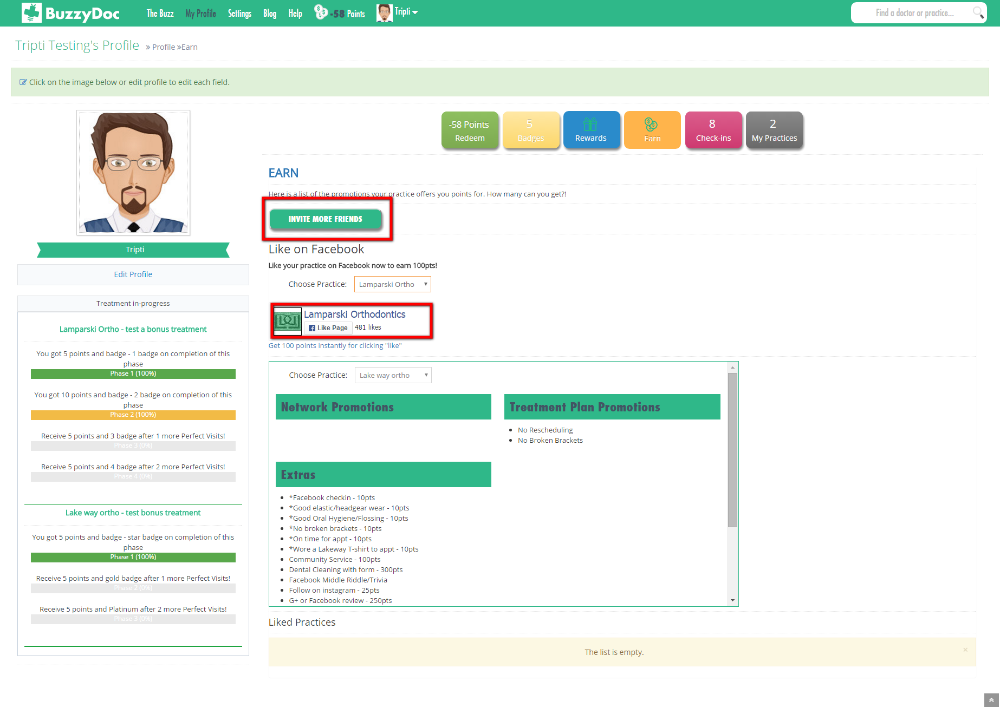 BuzzyDoc The Buzz My Profile Settings Blog Help -58 Points Tripti Find a doctor or practice...
Tripti Testing's Profile » Profile »Earn
Click on the image below or edit profile to edit each field.
Tripti
Edit Profile
Treatment in-progress
Lamparski Ortho - test a bonus treatment
You got 5 points and badge - 1 badge on completion of this
phase
Phase 1 (100%)
You got 10 points and badge - 2 badge on completion of this
phase
Phase 2 (100%)
Receive 5 points and 3 badge after 1 more Perfect Visits!
Phase 3 (0%)
Receive 5 points and 4 badge after 2 more Perfect Visits!
Phase 4 (0%)
Lake way ortho - test bonus treatment
You got 5 points and badge - star badge on completion of this
phase
Phase 1 (100%)
Receive 5 points and gold badge after 1 more Perfect Visits!
Phase 2 (0%)
Receive 5 points and Platinum after 2 more Perfect Visits!
Phase 3 (0%)
-58 Points
Redeem
5
Badges
Rewards
Earn
8
Check-ins
2
My Practices
EARN
Here is a list of the promotions your practice offers you points for. How many can you get?!
INVITE MORE FRIENDS
Like on Facebook
Like your practice on Facebook now to earn 100pts!
Choose Practice: Lamparski Ortho
Lamparski Orthodontics
Like Page 481 likes
Get 100 points instantly for clicking "like"
Choose Practice: Lake way ortho
Network Promotions
Treatment Plan Promotions
No Rescheduling
No Broken Brackets
Extras
*Facebook checkin - 10pts
*Good elastic/headgear wear - 10pts
*Good Oral Hygiene/Flossing - 10pts
*No broken brackets - 10pts
*On time for appt - 10pts
*Wore a Lakeway T-shirt to appt - 10pts
Community Service - 100pts
Dental Cleaning with form - 300pts
Facebook Middle Riddle/Trivia
Follow on instagram - 25pts
G+ or Facebook review - 250pts
Liked Practices
The list is empty. ×